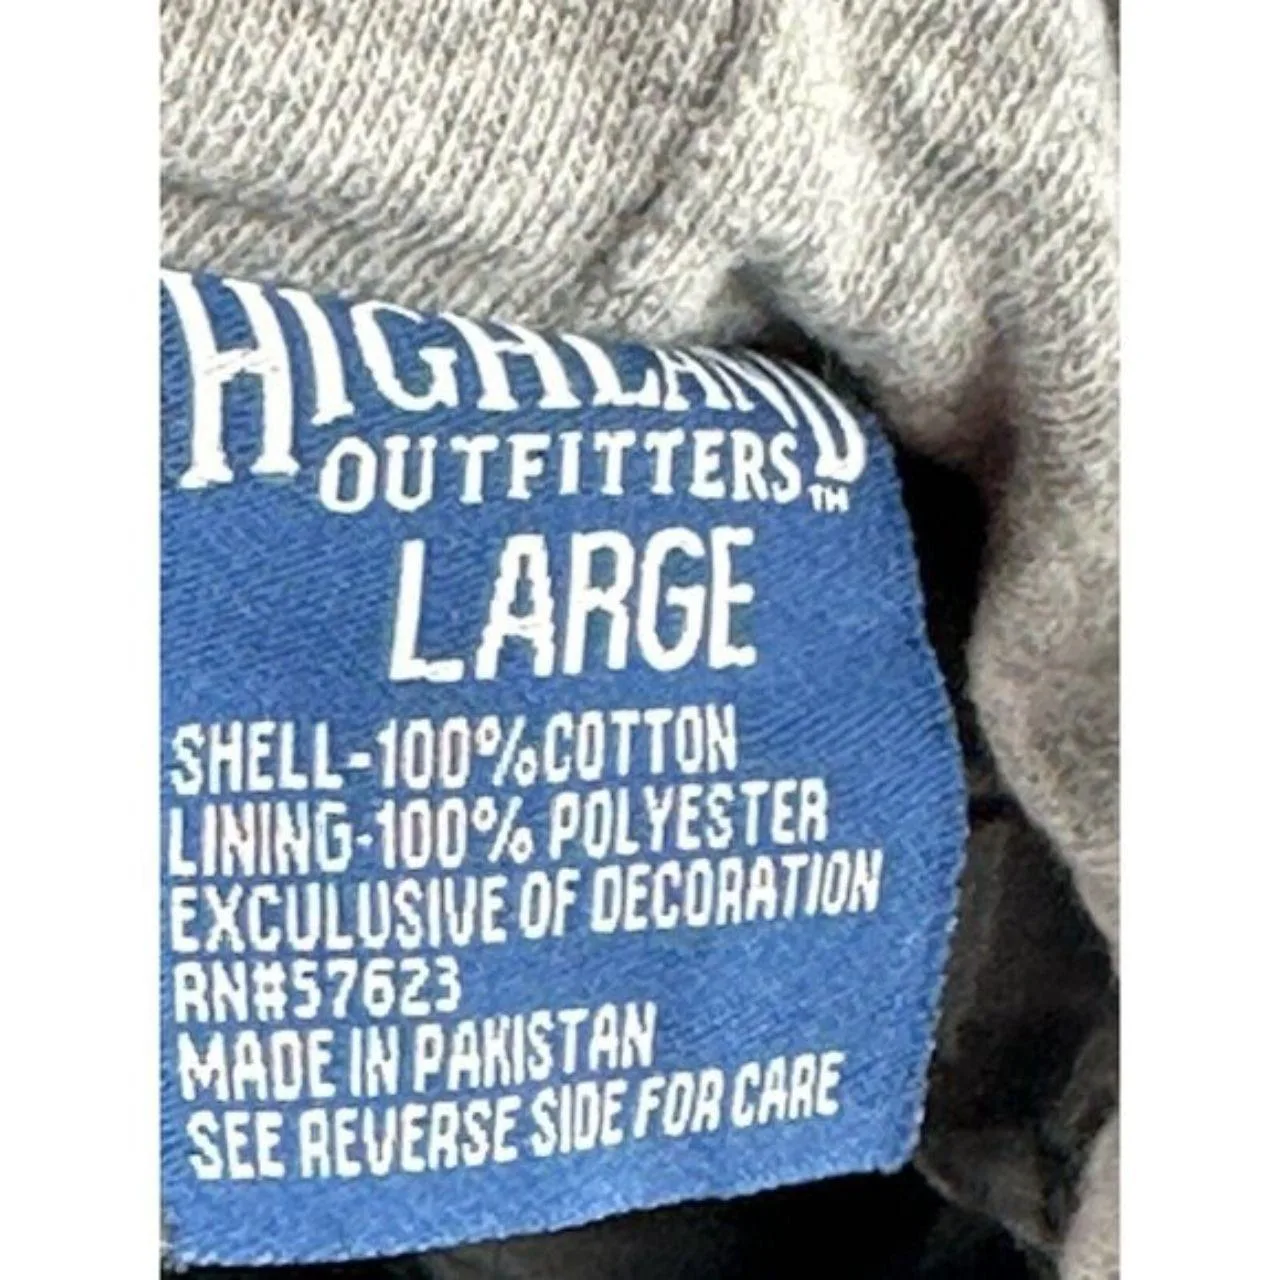 HIGHLAND
OUTFITTERS TM
LARGE
SHELL-100% COTTON
LINING-100% POLYESTER
EXCULUSIVE OF DECORATION
RN#57623
MADE IN PAKISTAN
SEE REVERSE SIDE FOR CARE